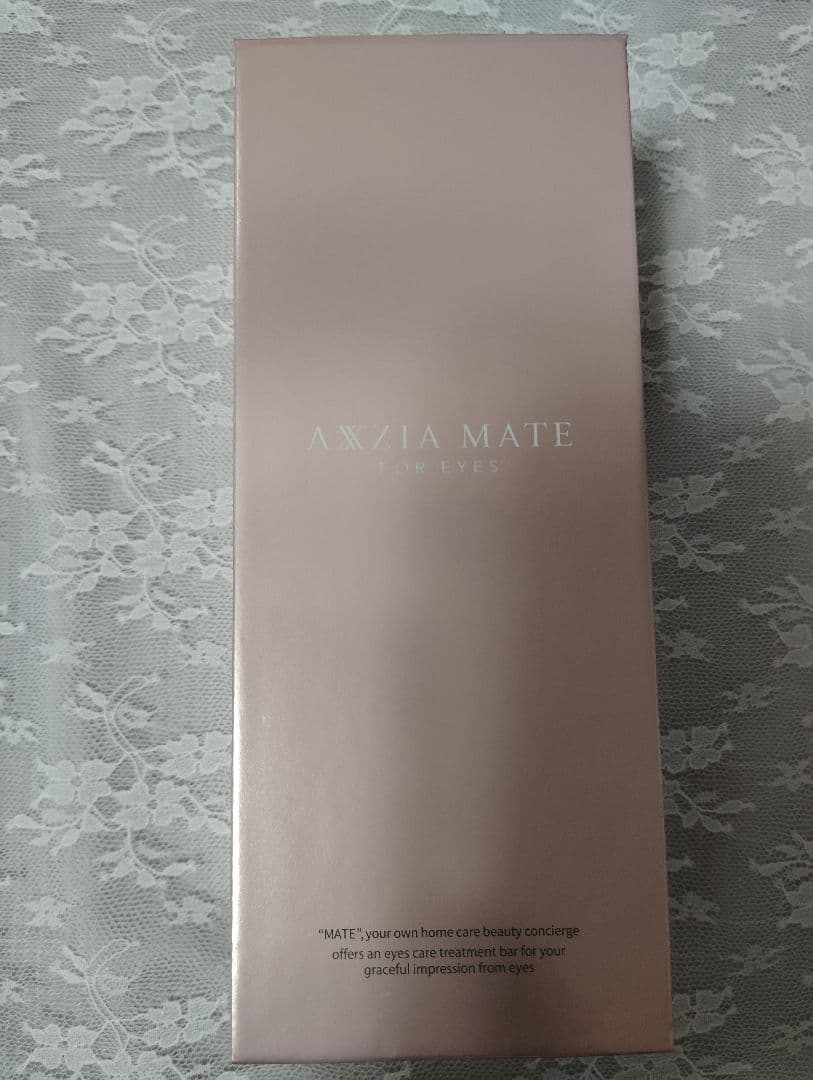 AXXZIA MATE
FOR EYES
“MATE”, your own home care beauty concierge
offers an eyes care treatment bar for your
graceful impression from eyes